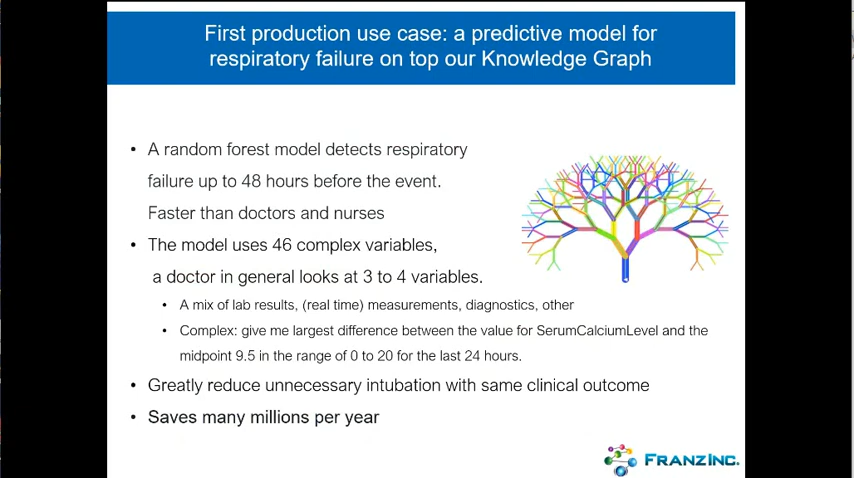 First production use case: a predictive model for
respiratory failure on top our Knowledge Graph
• A random forest model detects respiratory
failure up to 48 hours before the event.
Faster than doctors and nurses
• The model uses 46 complex variables,
a doctor in general looks at 3 to 4 variables.
• A mix of lab results, (real time) measurements, diagnostics, other
• Complex: give me largest difference between the value for SerumCalciumLevel and the
midpoint 9.5 in the range of 0 to 20 for the last 24 hours.
• Greatly reduce unnecessary intubation with same clinical outcome
• Saves many millions per year
FRANZ INC.